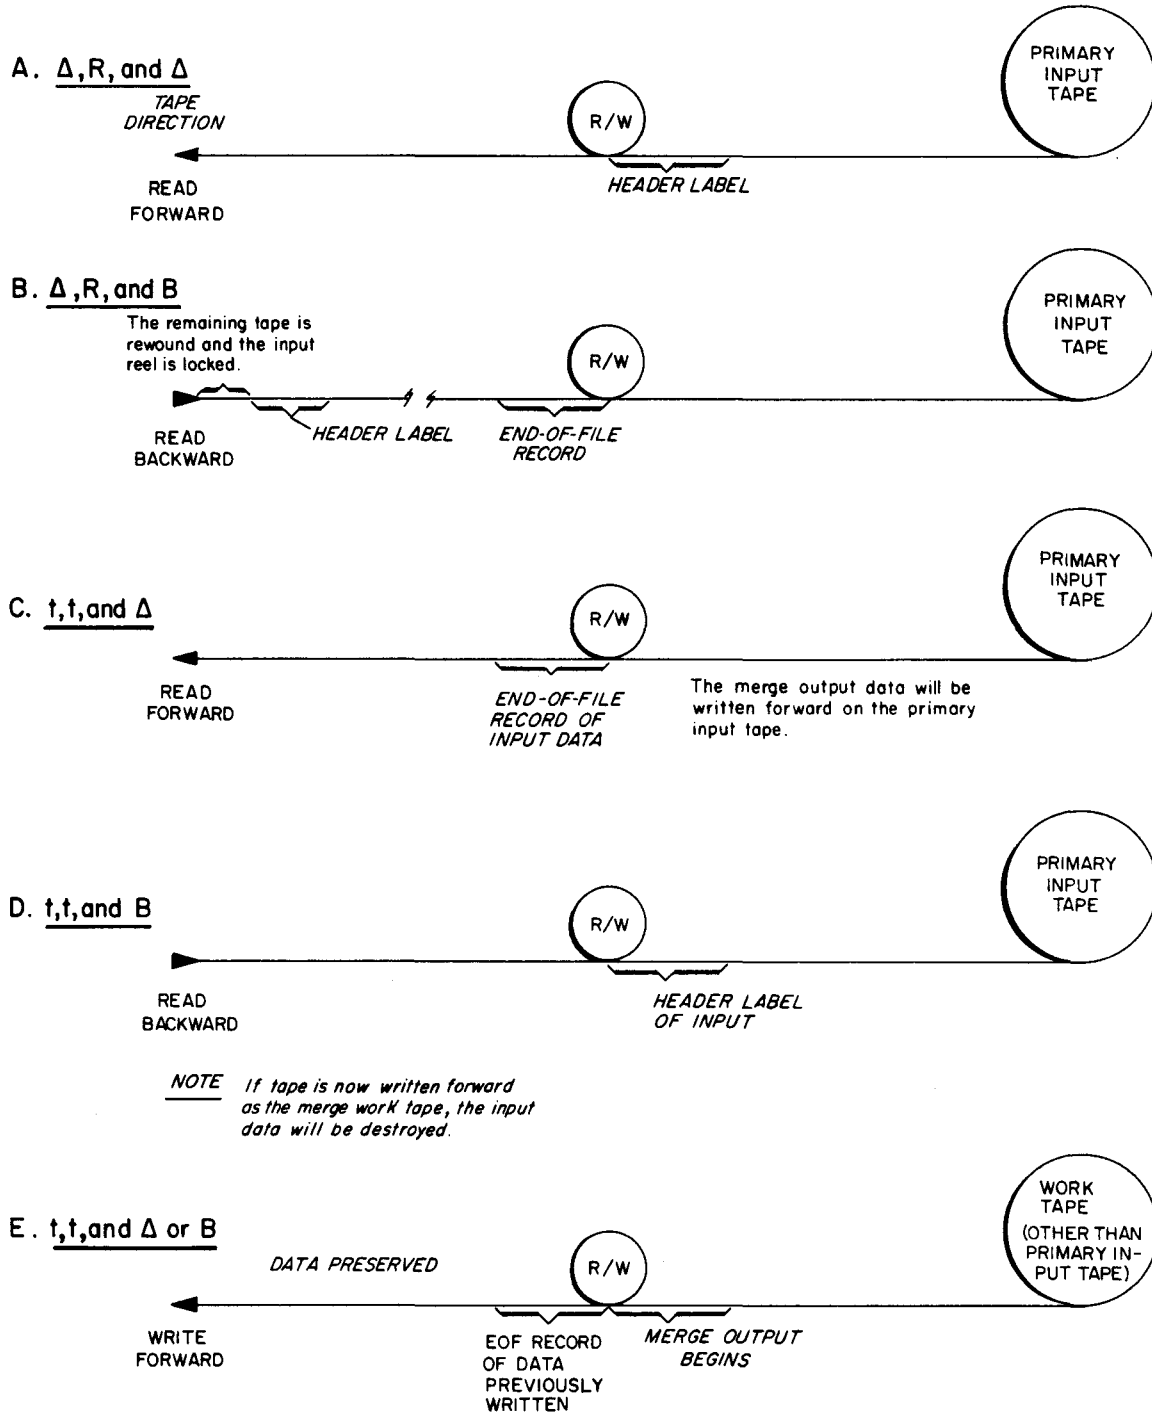 A. Δ,R, and Δ
TAPE
DIRECTION
R/W
PRIMARY
INPUT
TAPE
HEADER LABEL
READ
FORWARD
B. Δ,R, and B
The remaining tape is
rewound and the input
reel is locked.
R/W
PRIMARY
INPUT
TAPE
HEADER LABEL
END-OF-FILE
RECORD
READ
BACKWARD
C. t,t,and Δ
R/W
PRIMARY
INPUT
TAPE
READ
FORWARD
END-OF-FILE
RECORD OF
INPUT DATA
The merge output data will be
written forward on the primary
input tape.
D. t,t,and B
R/W
PRIMARY
INPUT
TAPE
READ
BACKWARD
HEADER LABEL
OF INPUT
NOTE If tape is now written forward
as the merge work tape, the input
data will be destroyed.
E. t,t,and Δ or B
DATA PRESERVED
R/W
WORK
TAPE
(OTHER THAN
PRIMARY IN-
PUT TAPE)
WRITE
FORWARD
EOF RECORD
OF DATA
PREVIOUSLY
WRITTEN
MERGE OUTPUT
BEGINS